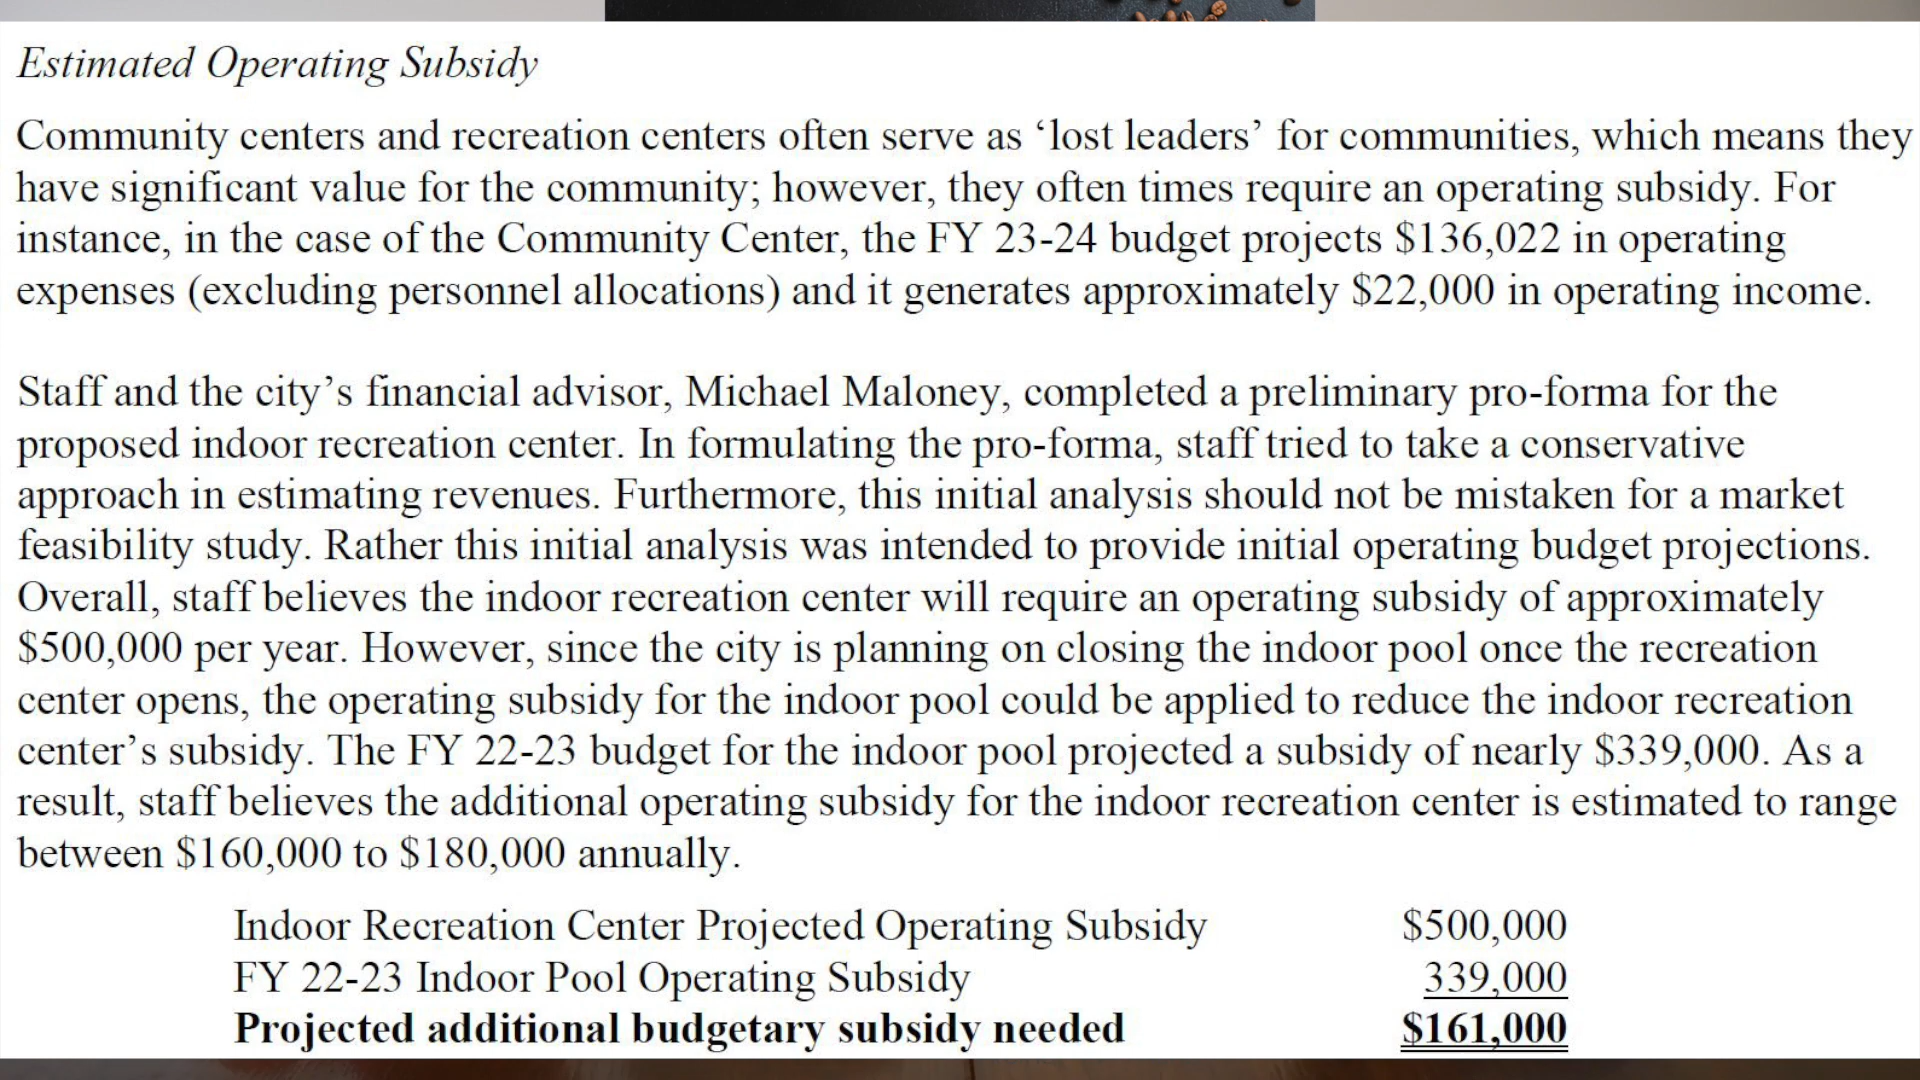 Estimated Operating Subsidy
Community centers and recreation centers often serve as ‘lost leaders’ for communities, which means they
have significant value for the community; however, they often times require an operating subsidy. For
instance, in the case of the Community Center, the FY 23-24 budget projects $136,022 in operating
expenses (excluding personnel allocations) and it generates approximately $22,000 in operating income.
Staff and the city’s financial advisor, Michael Maloney, completed a preliminary pro-forma for the
proposed indoor recreation center. In formulating the pro-forma, staff tried to take a conservative
approach in estimating revenues. Furthermore, this initial analysis should not be mistaken for a market
feasibility study. Rather this initial analysis was intended to provide initial operating budget projections.
Overall, staff believes the indoor recreation center will require an operating subsidy of approximately
$500,000 per year. However, since the city is planning on closing the indoor pool once the recreation
center opens, the operating subsidy for the indoor pool could be applied to reduce the indoor recreation
center’s subsidy. The FY 22-23 budget for the indoor pool projected a subsidy of nearly $339,000. As a
result, staff believes the additional operating subsidy for the indoor recreation center is estimated to range
between $160,000 to $180,000 annually.
Indoor Recreation Center Projected Operating Subsidy $500,000
FY 22-23 Indoor Pool Operating Subsidy 339,000
Projected additional budgetary subsidy needed $161,000